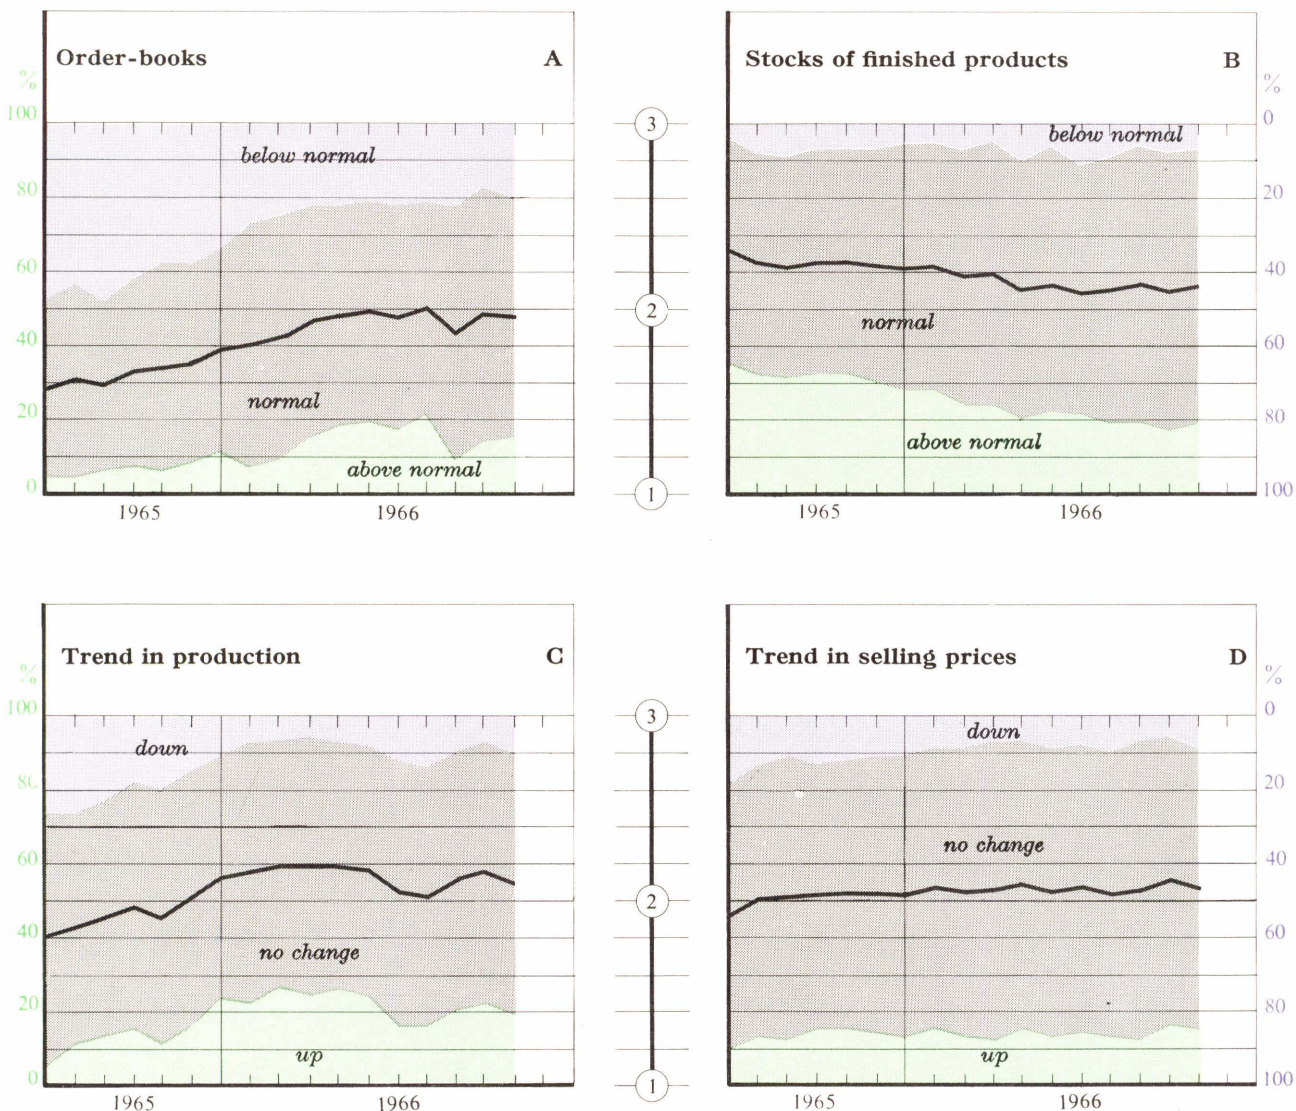 Order-books A
%
100
80
60
40
20
0
below normal
normal
above normal
1965 1966
3
2
1
Stocks of finished products B
%
0
20
40
60
80
100
below normal
normal
above normal
1965 1966
Trend in production C
%
100
80
60
40
20
0
down
no change
up
1965 1966
3
2
1
Trend in selling prices D
%
0
20
40
60
80
100
down
no change
up
1965 1966